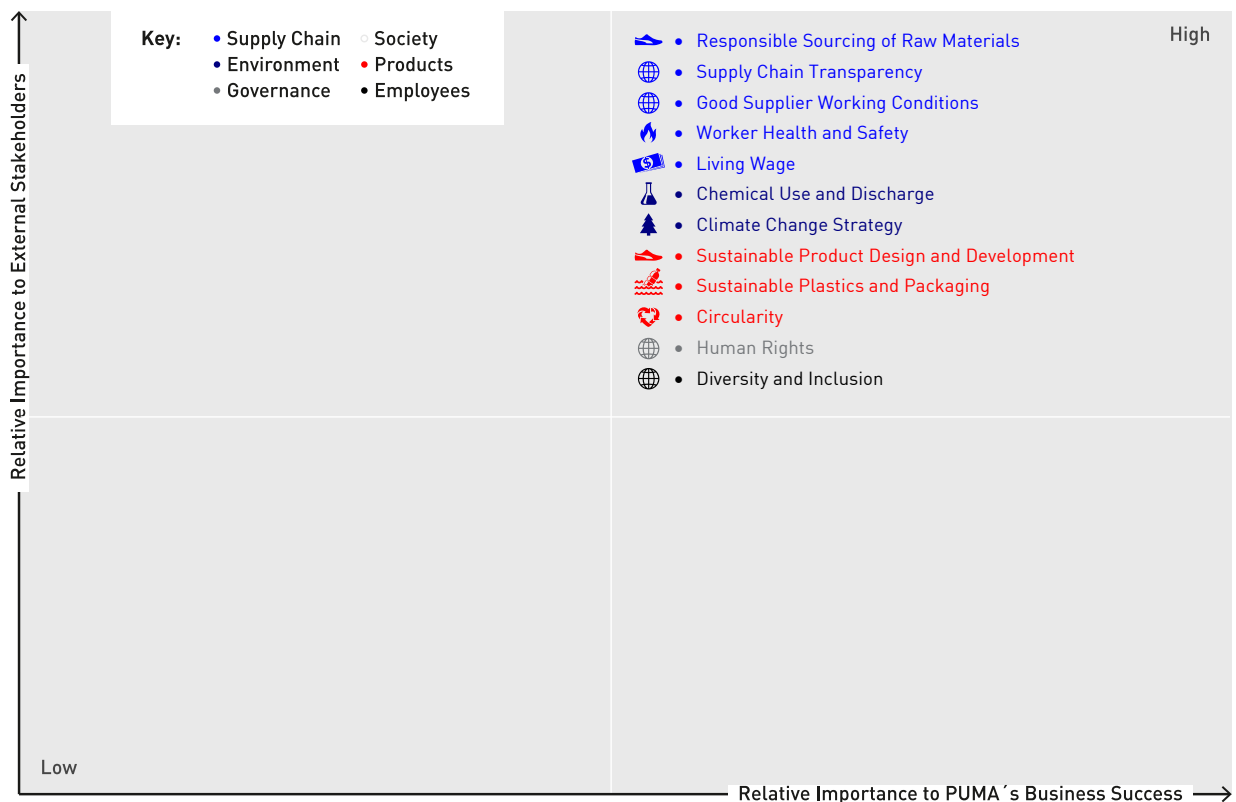 Key:
• Supply Chain
Society
• Environment
• Products
• Governance
• Employees
High
• Responsible Sourcing of Raw Materials
• Supply Chain Transparency
• Good Supplier Working Conditions
• Worker Health and Safety
$
• Living Wage
• Chemical Use and Discharge
• Climate Change Strategy
• Sustainable Product Design and Development
• Sustainable Plastics and Packaging
• Circularity
• Human Rights
• Diversity and Inclusion
Relative Importance to External Stakeholders
Low
Relative Importance to PUMA´s Business Success